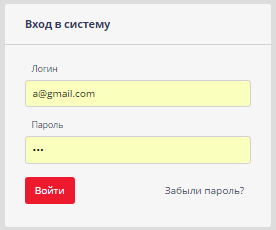 Вход в систему
Логин
a@gmail.com
Пароль
•••
Войти Забыли пароль?